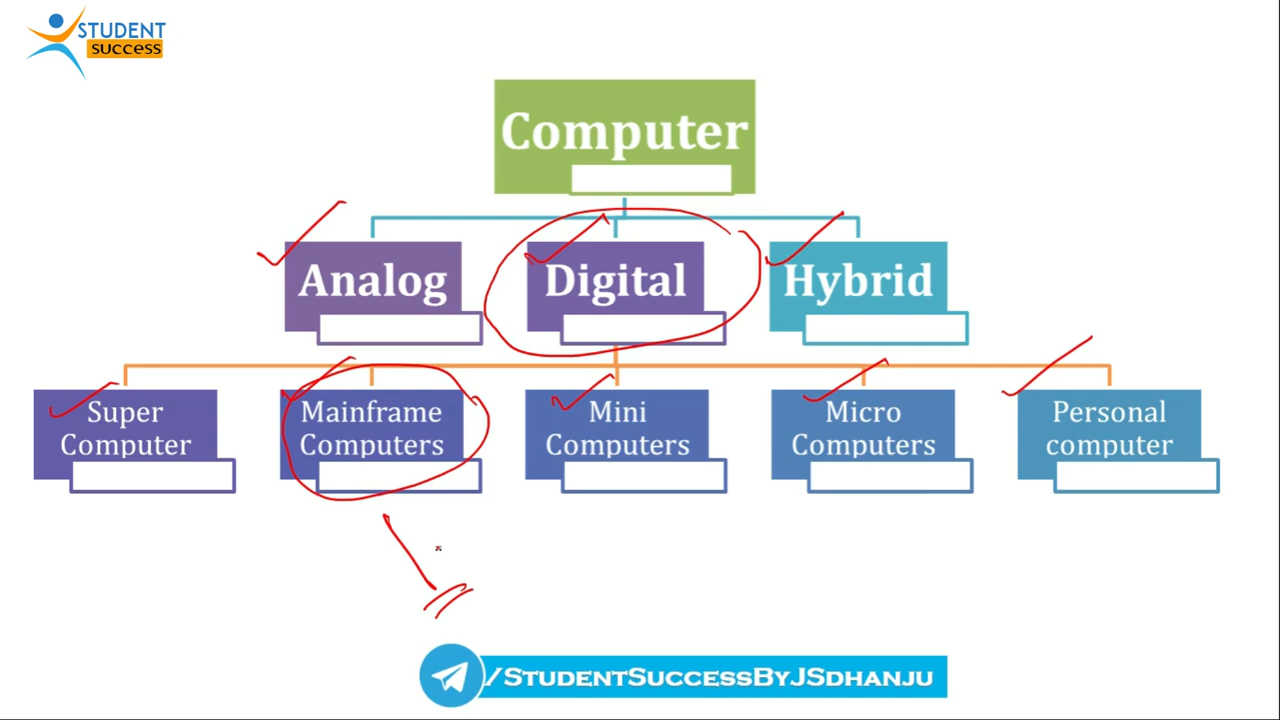 STUDENT
SUCCESS
Computer
Analog
Digital
Hybrid
Super
Computer
Mainframe
Computers
Mini
Computers
Micro
Computers
Personal
computer
/StudentSuccessByJSdhanju